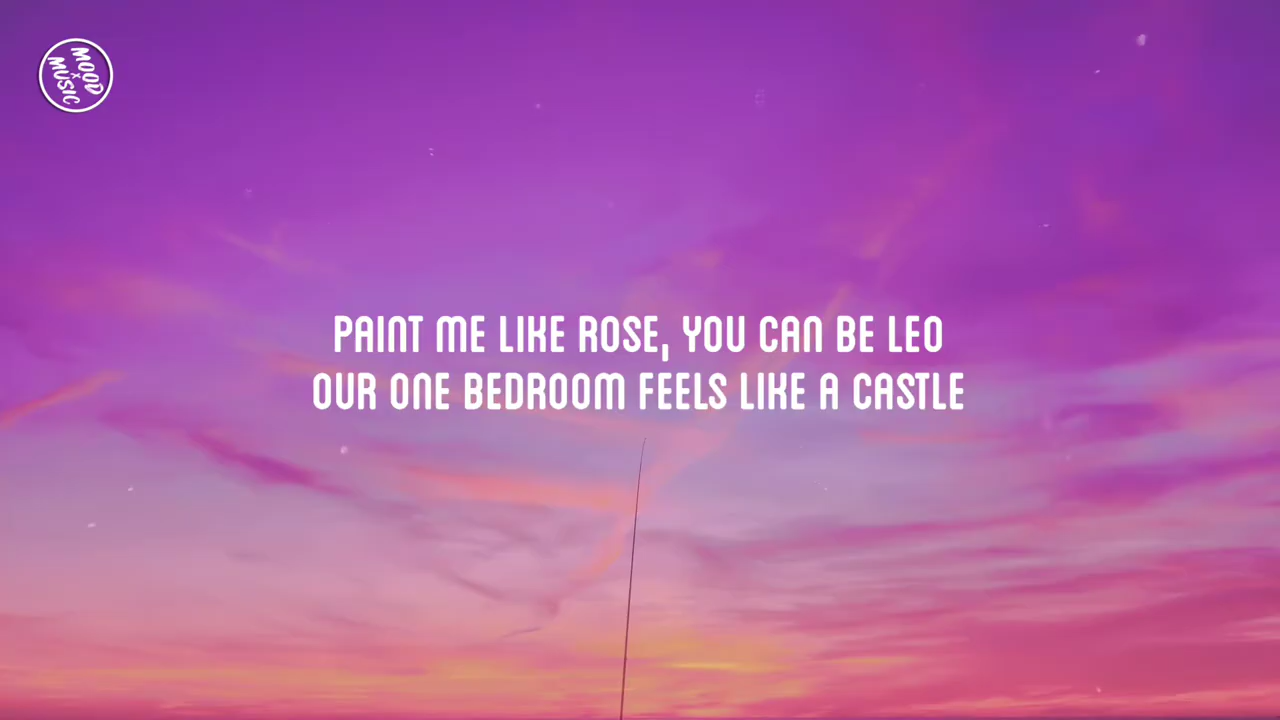 MOOD
x
MUSIC
PAINT ME LIKE ROSE, YOU CAN BE LEO
OUR ONE BEDROOM FEELS LIKE A CASTLE